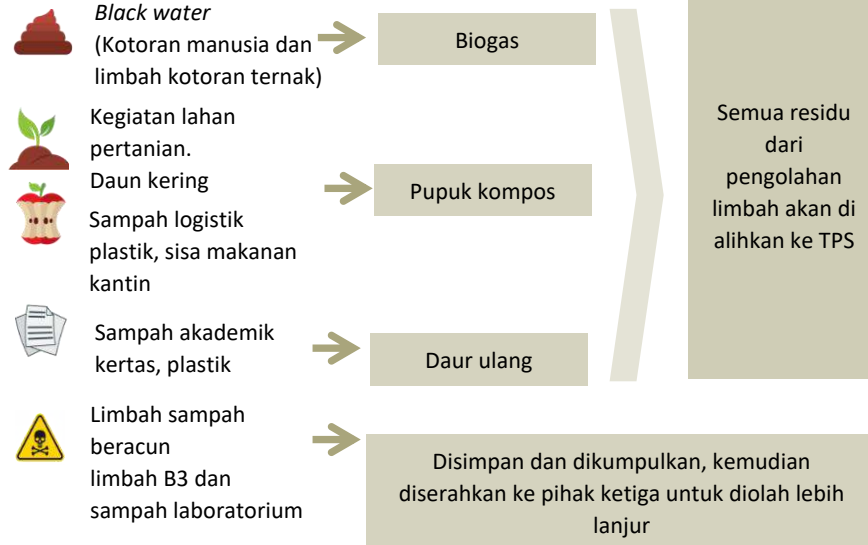 Black water
(Kotoran manusia dan
limbah kotoran ternak)
Biogas
Kegiatan lahan
pertanian.
Daun kering
Sampah logistik
plastik, sisa makanan
kantin
Pupuk kompos
Sampah akademik
kertas, plastik
Daur ulang
Semua residu
dari
pengolahan
limbah akan di
alihkan ke TPS
Limbah sampah
beracun
limbah B3 dan
sampah laboratorium
Disimpan dan dikumpulkan, kemudian
diserahkan ke pihak ketiga untuk diolah lebih
lanjur